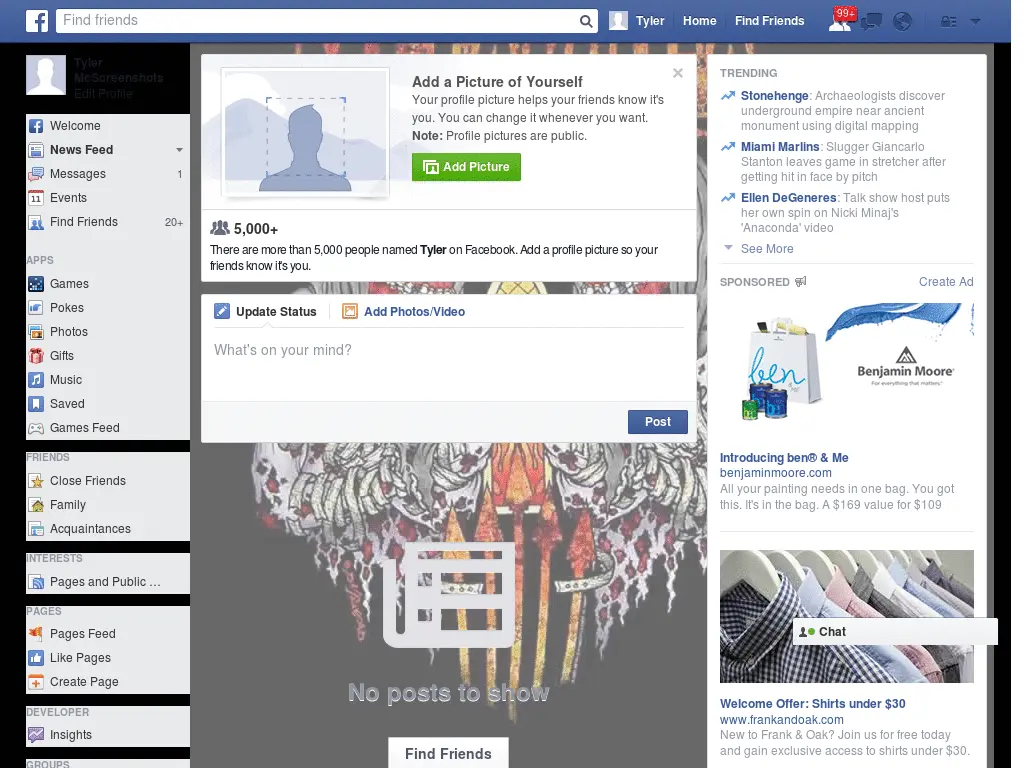 Find friends
Tyler
Home
Find Friends
99+
Tyler
McScreenshots
Edit Profile
Welcome
News Feed
Messages
1
11
Events
Find Friends
20+
APPS
Games
Pokes
Photos
Gifts
Music
Saved
Games Feed
FRIENDS
Close Friends
Family
Acquaintances
INTERESTS
Pages and Public ...
PAGES
Pages Feed
Like Pages
Create Page
DEVELOPER
Insights
GROUPS
Add a Picture of Yourself
Your profile picture helps your friends know it's
you. You can change it whenever you want.
Note: Profile pictures are public.
Add Picture
5,000+
There are more than 5,000 people named Tyler on Facebook. Add a profile picture so your
friends know it's you.
Update Status
Add Photos/Video
What's on your mind?
Post
No posts to show
Find Friends
TRENDING
Stonehenge: Archaeologists discover
underground empire near ancient
monument using digital mapping
Miami Marlins: Slugger Giancarlo
Stanton leaves game in stretcher after
getting hit in face by pitch
Ellen DeGeneres: Talk show host puts
her own spin on Nicki Minaj's
'Anaconda' video
See More
SPONSORED
Create Ad
ben
Benjamin Moore®
For everything that matters.®
Introducing ben® & Me
benjaminmoore.com
All your painting needs in one bag. You got
this. It's in the bag. A $169 value for $109
Chat
Welcome Offer: Shirts under $30
www.frankandoak.com
New to Frank & Oak? Join us for free today
and gain exclusive access to shirts under $30.